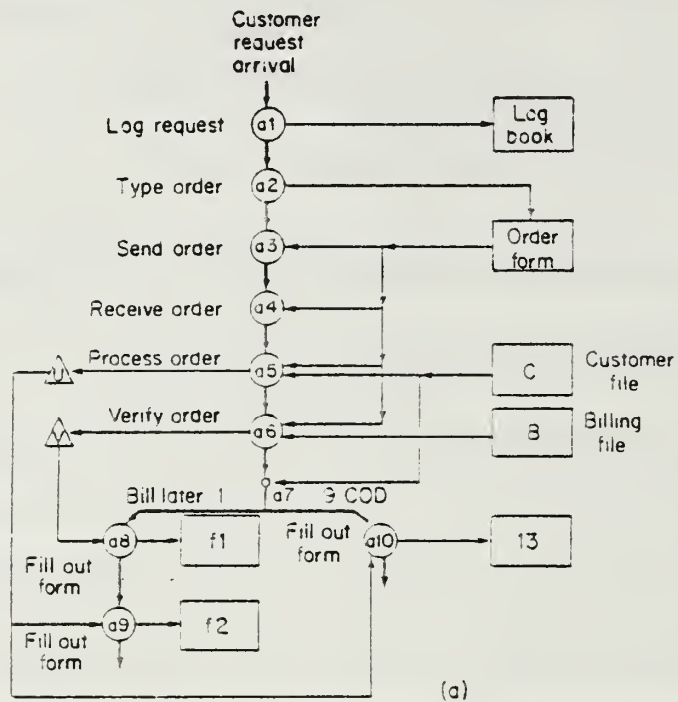 Customer
request
arrival
Log request
a1
Log
book
Type order
a2
Send order
a3
Order
form
Receive order
a4
Process order
a5
C
Customer
file
Verify order
a6
B
Billing
file
Bill later .1
a7
.9 COD
a8
f1
Fill out
form
a10
13
Fill out
form
a9
f2
Fill out
form
(a)